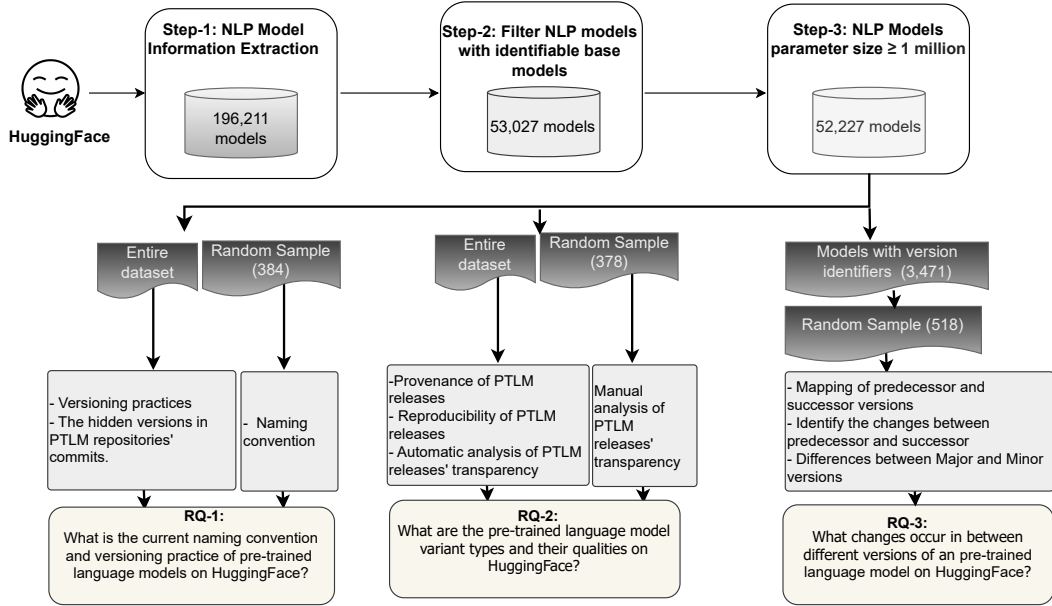 Step-1: NLP Model
Information Extraction
196,211
models
HuggingFace
Step-2: Filter NLP models
with identifiable base
models
53,027 models
Step-3: NLP Models
parameter size ≥ 1 million
52,227 models
Entire
dataset
Random Sample
(384)
Entire
dataset
Random Sample
(378)
Models with version
identifiers (3,471)
Random Sample (518)
- Versioning practices
- The hidden versions in
PTLM repositories'
commits.
- Naming
convention
-Provenance of PTLM
releases
- Reproducibility of PTLM
releases
- Automatic analysis of PTLM
releases' transparency
Manual
analysis of
PTLM
releases'
transparency
- Mapping of predecessor and
successor versions
- Identify the changes between
predecessor and successor
- Differences between Major and Minor
versions
RQ-1:
What is the current naming convention
and versioning practice of pre-trained
language models on HuggingFace?
RQ-2:
What are the pre-trained language model
variant types and their qualities on
HuggingFace?
RQ-3:
What changes occur in between
different versions of an pre-trained
language model on HuggingFace?